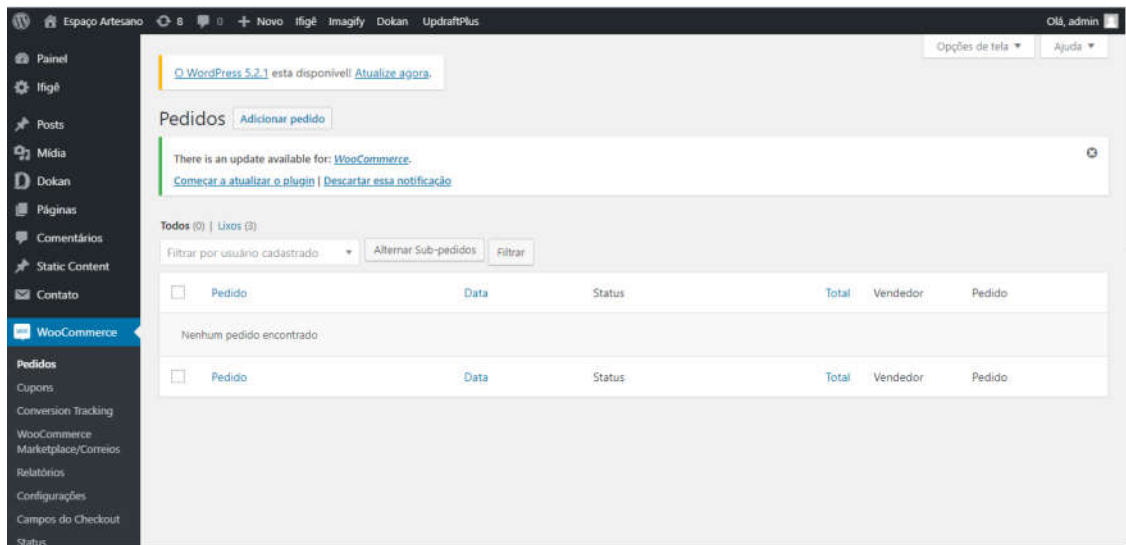 Espaço Artesano 8 0 + Novo Ifigê Imagify Dokan UpdraftPlus Olá, admin
Opções de tela Ajuda
Painel
Ifigê
Posts
Mídia
Dokan
Páginas
Comentários
Static Content
Contato
WooCommerce
Pedidos
Cupons
Conversion Tracking
WooCommerce
Marketplace/Correios
Relatórios
Configurações
Campos do Checkout
Status
O WordPress 5.2.1 esta disponível! Atualize agora.
Pedidos Adicionar pedido
There is an update available for: WooCommerce.
Começar a atualizar o plugin | Descartar essa notificação
Todos (0) | Lixos (3)
Filtrar por usuário cadastrado Alternar Sub-pedidos Filtrar
Pedido Data Status Total Vendedor Pedido
Nenhum pedido encontrado
Pedido Data Status Total Vendedor Pedido